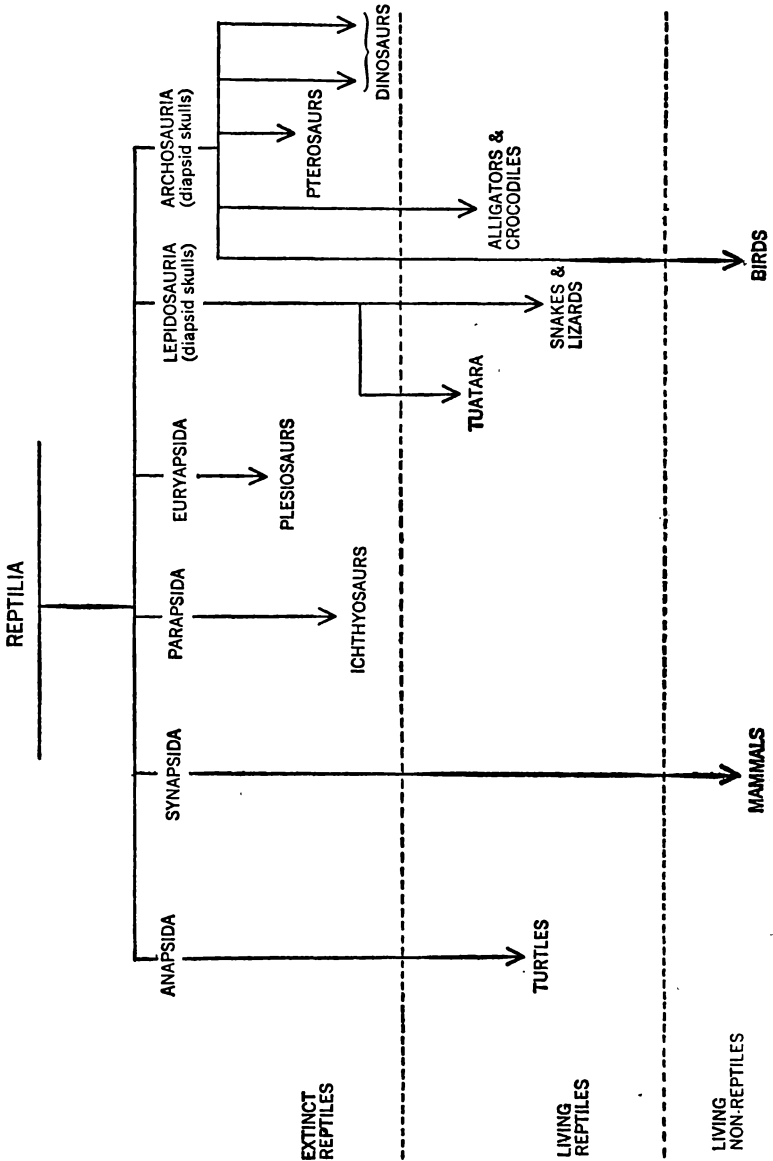 REPTILIA
ANAPSIDA
SYNAPSIDA
PARAPSIDA
EURYAPSIDA
LEPIDOSAURIA
(diapsid skulls)
ARCHOSAURIA
(diapsid skulls)
EXTINCT
REPTILES
ICHTHYOSAURS
PLESIOSAURS
PTEROSAURS
DINOSAURS
LIVING
REPTILES
TURTLES
TUATARA
SNAKES &
LIZARDS
ALLIGATORS &
CROCODILES
LIVING
NON-REPTILES
MAMMALS
BIRDS